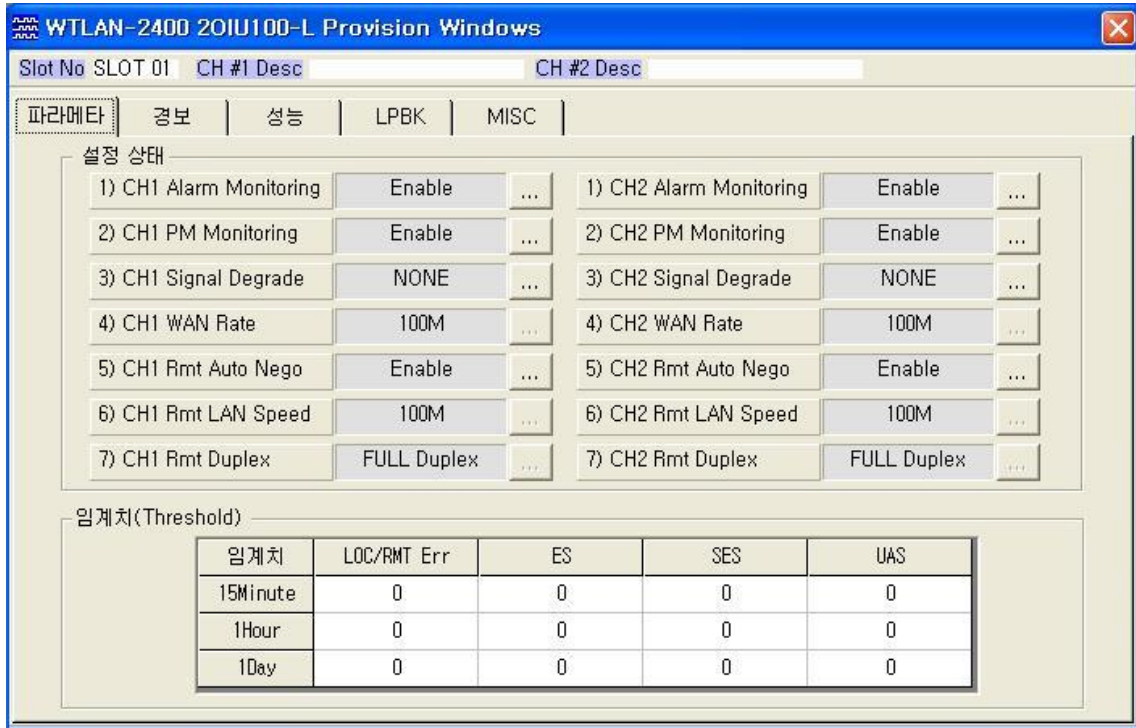 WTLAN-2400 2OIU100-L Provision Windows
Slot No SLOT 01 CH #1 Desc CH #2 Desc
파라메타 경보 성능 LPBK MISC
설정 상태
1) CH1 Alarm Monitoring Enable ... 1) CH2 Alarm Monitoring Enable ...
2) CH1 PM Monitoring Enable ... 2) CH2 PM Monitoring Enable ...
3) CH1 Signal Degrade NONE ... 3) CH2 Signal Degrade NONE ...
4) CH1 WAN Rate 100M ... 4) CH2 WAN Rate 100M ...
5) CH1 Rmt Auto Nego Enable ... 5) CH2 Rmt Auto Nego Enable ...
6) CH1 Rmt LAN Speed 100M ... 6) CH2 Rmt LAN Speed 100M ...
7) CH1 Rmt Duplex FULL Duplex ... 7) CH2 Rmt Duplex FULL Duplex ...
임계치(Threshold)
임계치 LOC/RMT Err ES SES UAS
15Minute 0 0 0 0
1Hour 0 0 0 0
1Day 0 0 0 0